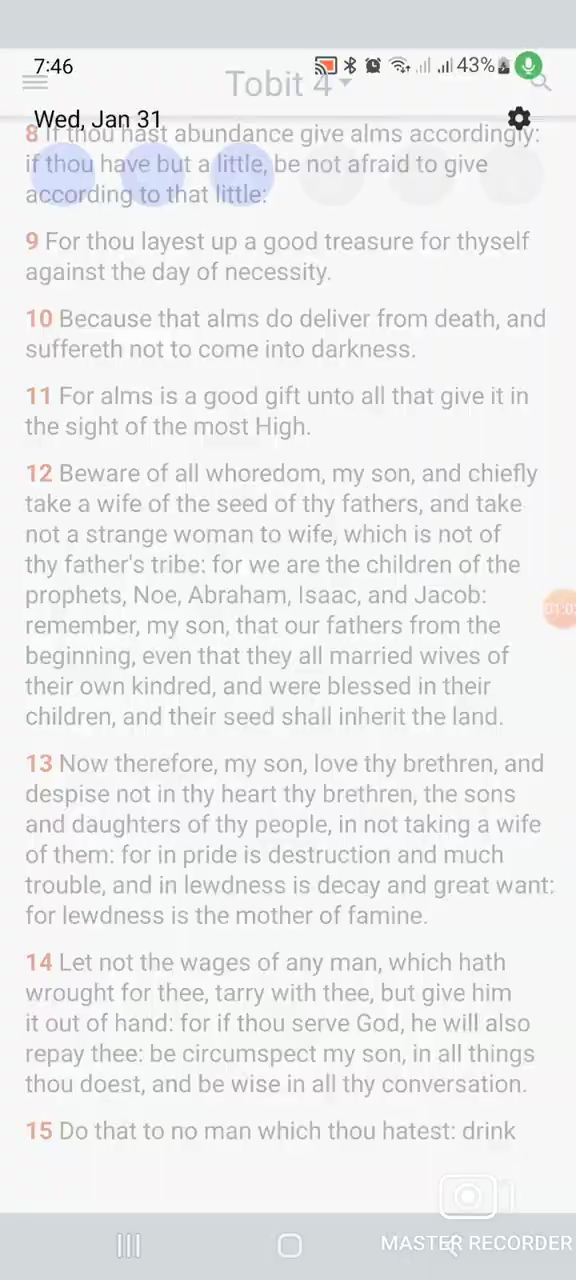 7:46
43%
Tobit 4
Wed, Jan 31
8 If thou hast abundance give alms accordingly:
if thou have but a little, be not afraid to give
according to that little:
9 For thou layest up a good treasure for thyself
against the day of necessity.
10 Because that alms do deliver from death, and
suffereth not to come into darkness.
11 For alms is a good gift unto all that give it in
the sight of the most High.
12 Beware of all whoredom, my son, and chiefly
take a wife of the seed of thy fathers, and take
not a strange woman to wife, which is not of
thy father's tribe: for we are the children of the
prophets, Noe, Abraham, Isaac, and Jacob:
remember, my son, that our fathers from the
beginning, even that they all married wives of
their own kindred, and were blessed in their
children, and their seed shall inherit the land.
13 Now therefore, my son, love thy brethren, and
despise not in thy heart thy brethren, the sons
and daughters of thy people, in not taking a wife
of them: for in pride is destruction and much
trouble, and in lewdness is decay and great want:
for lewdness is the mother of famine.
14 Let not the wages of any man, which hath
wrought for thee, tarry with thee, but give him
it out of hand: for if thou serve God, he will also
repay thee: be circumspect my son, in all things
thou doest, and be wise in all thy conversation.
15 Do that to no man which thou hatest: drink
MASTER RECORDER